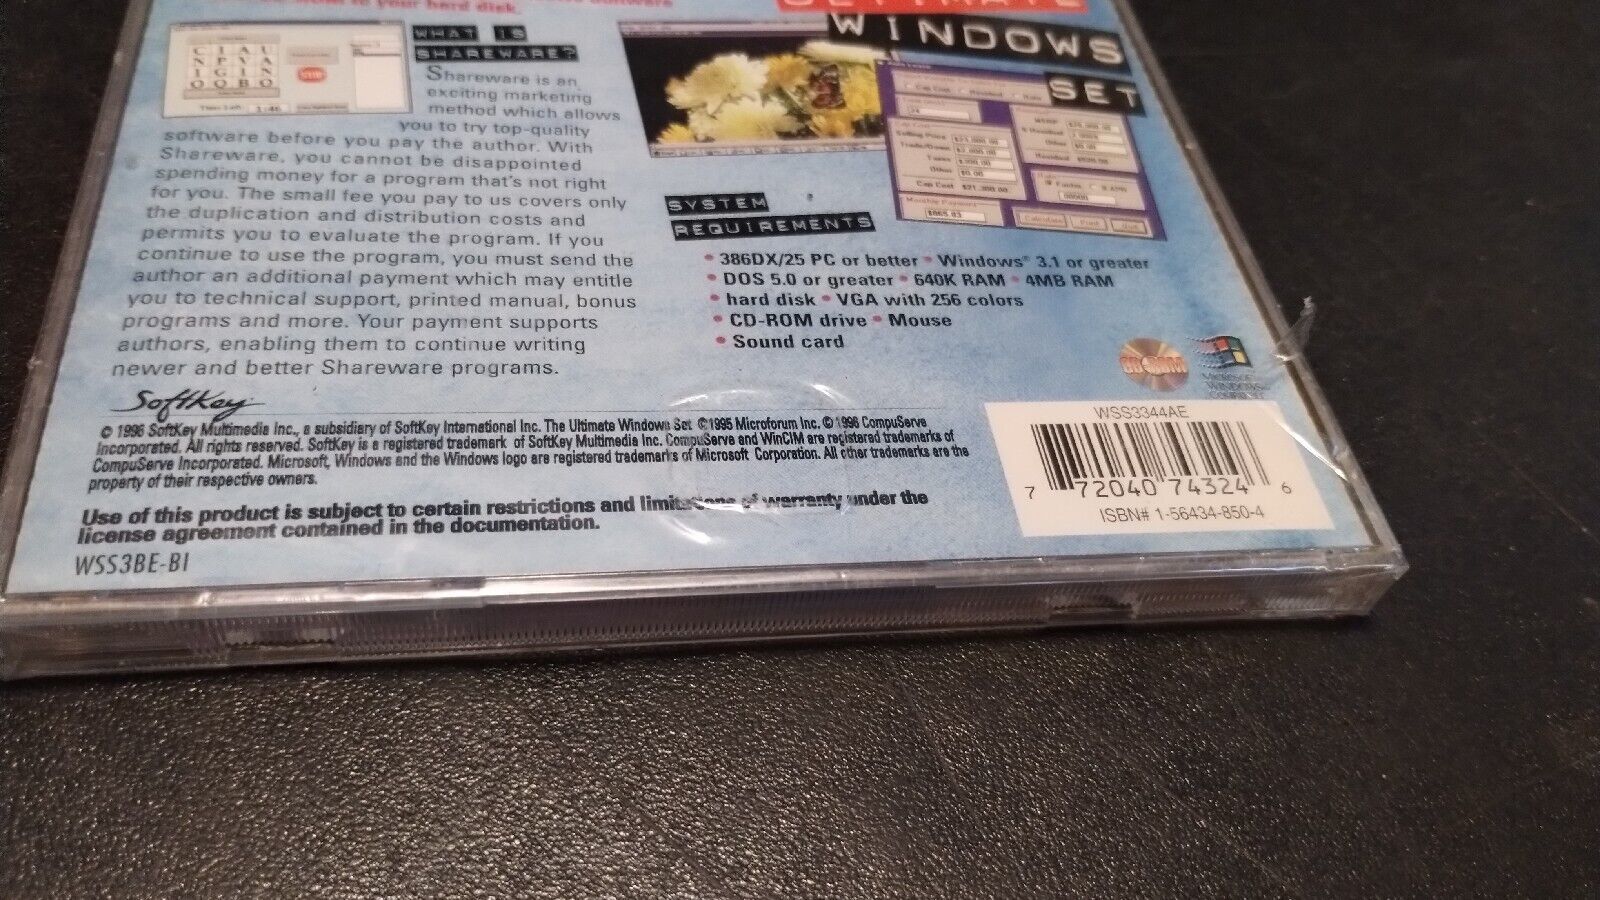 to your hard disk.
ULTIMATE
WINDOWS
SET
WHAT IS
SHAREWARE?
Shareware is an
exciting marketing
method which allows
you to try top-quality
software before you pay the author. With
Shareware, you cannot be disappointed
spending money for a program that's not right
for you. The small fee you pay to us covers only
the duplication and distribution costs and
permits you to evaluate the program. If you
continue to use the program, you must send the
author an additional payment which may entitle
you to technical support, printed manual, bonus
programs and more. Your payment supports
authors, enabling them to continue writing
newer and better Shareware programs.
SYSTEM
REQUIREMENTS
• 386DX/25 PC or better • Windows® 3.1 or greater
• DOS 5.0 or greater • 640K RAM • 4MB RAM
• hard disk • VGA with 256 colors
• CD-ROM drive • Mouse
• Sound card
CD-ROM
SoftKey
© 1996 SoftKey Multimedia Inc., a subsidiary of SoftKey International Inc. The Ultimate Windows Set ©1995 Microforum Inc. © 1996 CompuServe
Incorporated. All rights reserved. SoftKey is a registered trademark of SoftKey Multimedia Inc. CompuServe and WinCIM are registered trademarks of
CompuServe Incorporated. Microsoft, Windows and the Windows logo are registered trademarks of Microsoft Corporation. All other trademarks are the
property of their respective owners.
Use of this product is subject to certain restrictions and limitations of warranty under the
license agreement contained in the documentation.
WSS3BE-BI
WSS3344AE
7 72040 74324 6
ISBN# 1-56434-850-4